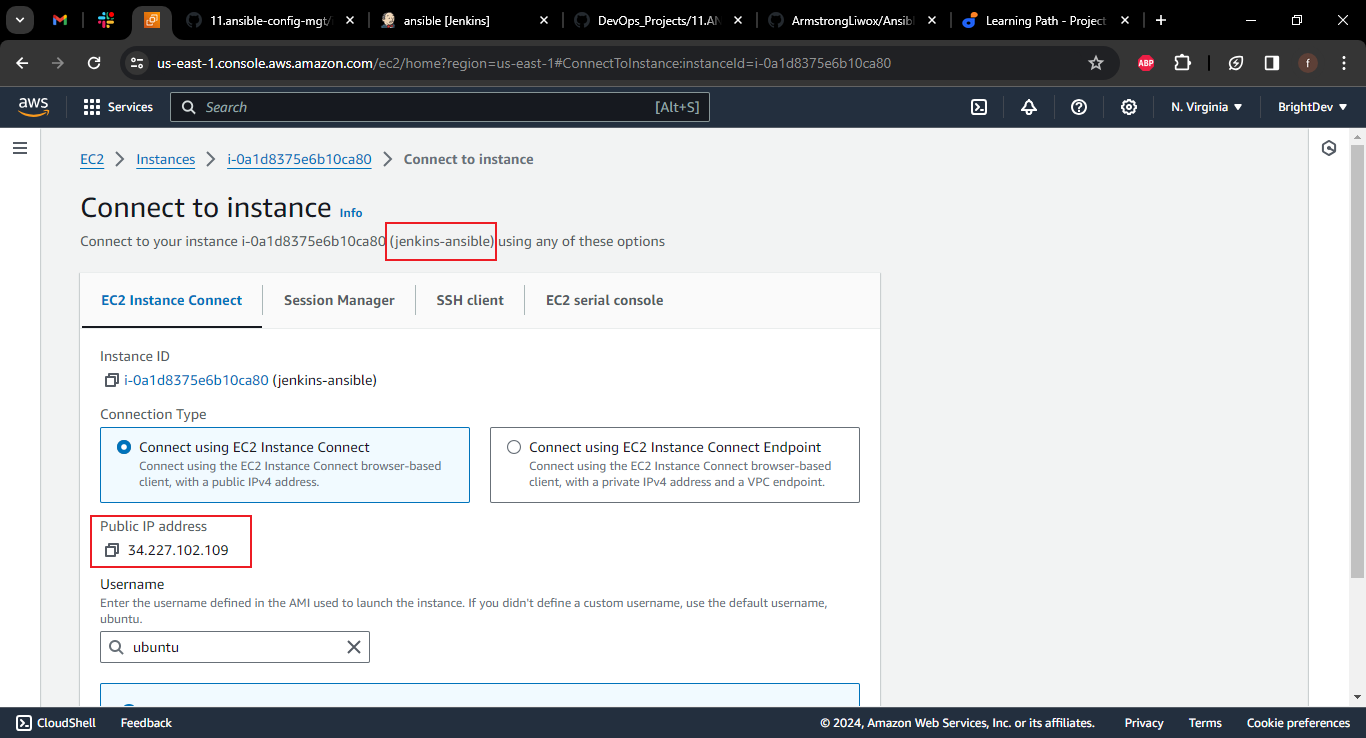 11.ansible-config-mgt/i
ansible [Jenkins]
DevOps_Projects/11.AN
ArmstrongLiwox/Ansibl
Learning Path - Project
us-east-1.console.aws.amazon.com/ec2/home?region=us-east-1#ConnectToInstance:instanceId=i-0a1d8375e6b10ca80
ABP
f
aws
Services
Search
[Alt+S]
N. Virginia
BrightDev
EC2
Instances
i-0a1d8375e6b10ca80
Connect to instance
Connect to instance Info
Connect to your instance i-0a1d8375e6b10ca80 (jenkins-ansible) using any of these options
EC2 Instance Connect
Session Manager
SSH client
EC2 serial console
Instance ID
i-0a1d8375e6b10ca80 (jenkins-ansible)
Connection Type
Connect using EC2 Instance Connect
Connect using the EC2 Instance Connect browser-based
client, with a public IPv4 address.
Connect using EC2 Instance Connect Endpoint
Connect using the EC2 Instance Connect browser-based
client, with a private IPv4 address and a VPC endpoint.
Public IP address
34.227.102.109
Username
Enter the username defined in the AMI used to launch the instance. If you didn't define a custom username, use the default username,
ubuntu.
ubuntu
CloudShell
Feedback
© 2024, Amazon Web Services, Inc. or its affiliates.
Privacy
Terms
Cookie preferences